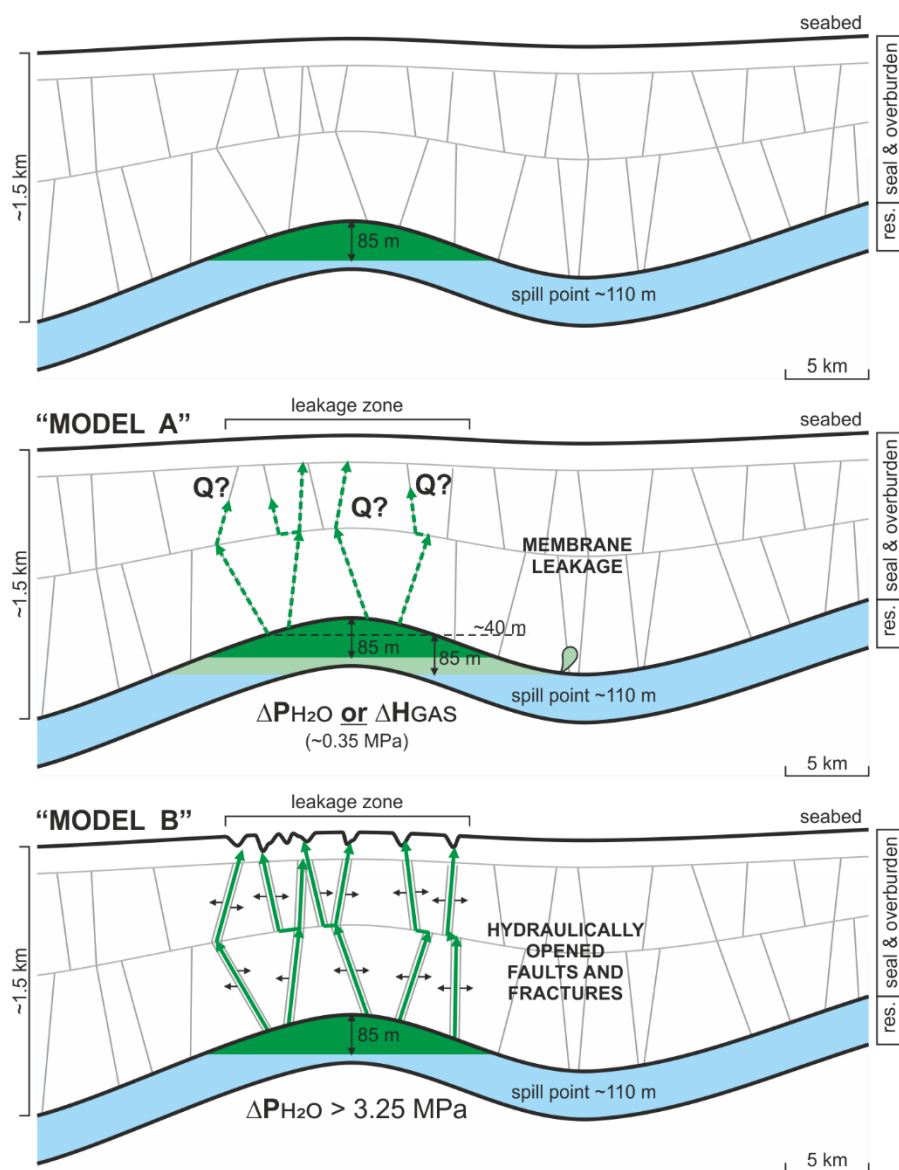 seabed
~1.5 km
seal & overburden
res.
85 m
spill point ~110 m
5 km
"MODEL A"
leakage zone
seabed
~1.5 km
seal & overburden
res.
Q?
Q?
Q?
MEMBRANE
LEAKAGE
~40 m
85 m
85 m
spill point ~110 m
ΔPH₂O or ΔHGAS
(~0.35 MPa)
5 km
"MODEL B"
leakage zone
seabed
~1.5 km
seal & overburden
res.
HYDRAULICALLY
OPENED
FAULTS AND
FRACTURES
85 m
spill point ~110 m
ΔPH₂O > 3.25 MPa
5 km